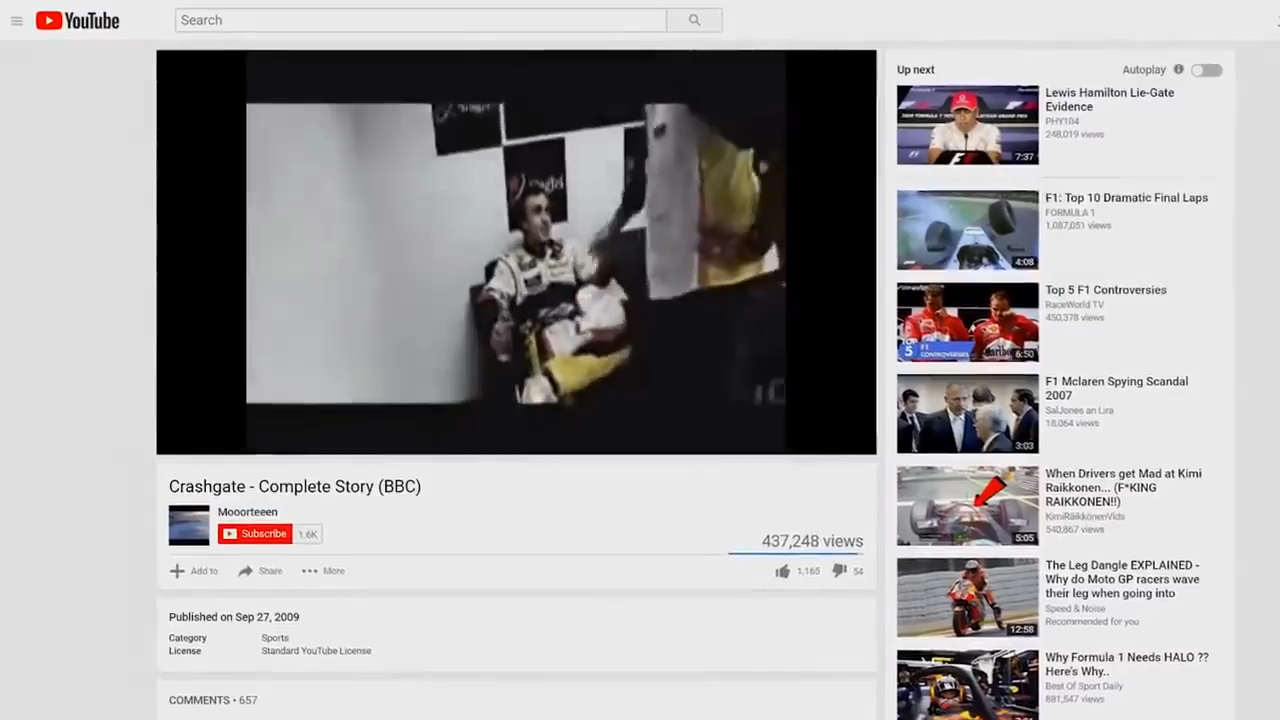 YouTube
Search
Up next
Autoplay
Lewis Hamilton Lie-Gate
Evidence
PHY104
248,019 views
7:37
F1: Top 10 Dramatic Final Laps
FORMULA 1
1,087,051 views
4:08
Top 5 F1 Controversies
RaceWorld TV
450,378 views
TOP
5
F1
CONTROVERSIES
6:50
F1 Mclaren Spying Scandal
2007
SalJones an Lira
18,064 views
3:03
When Drivers get Mad at Kimi
Raikkonen... (F*KING
RAIKKONEN!!)
KimiRäikkönenVids
540,867 views
5:05
The Leg Dangle EXPLAINED -
Why do Moto GP racers wave
their leg when going into
Speed & Noise
Recommended for you
12:58
Why Formula 1 Needs HALO ??
Here's Why..
Best Of Sport Daily
881,547 views
Crashgate - Complete Story (BBC)
Mooorteeen
Subscribe 1.6K
437,248 views
Add to Share More
1,165 54
Published on Sep 27, 2009
Category Sports
License Standard YouTube License
COMMENTS • 657